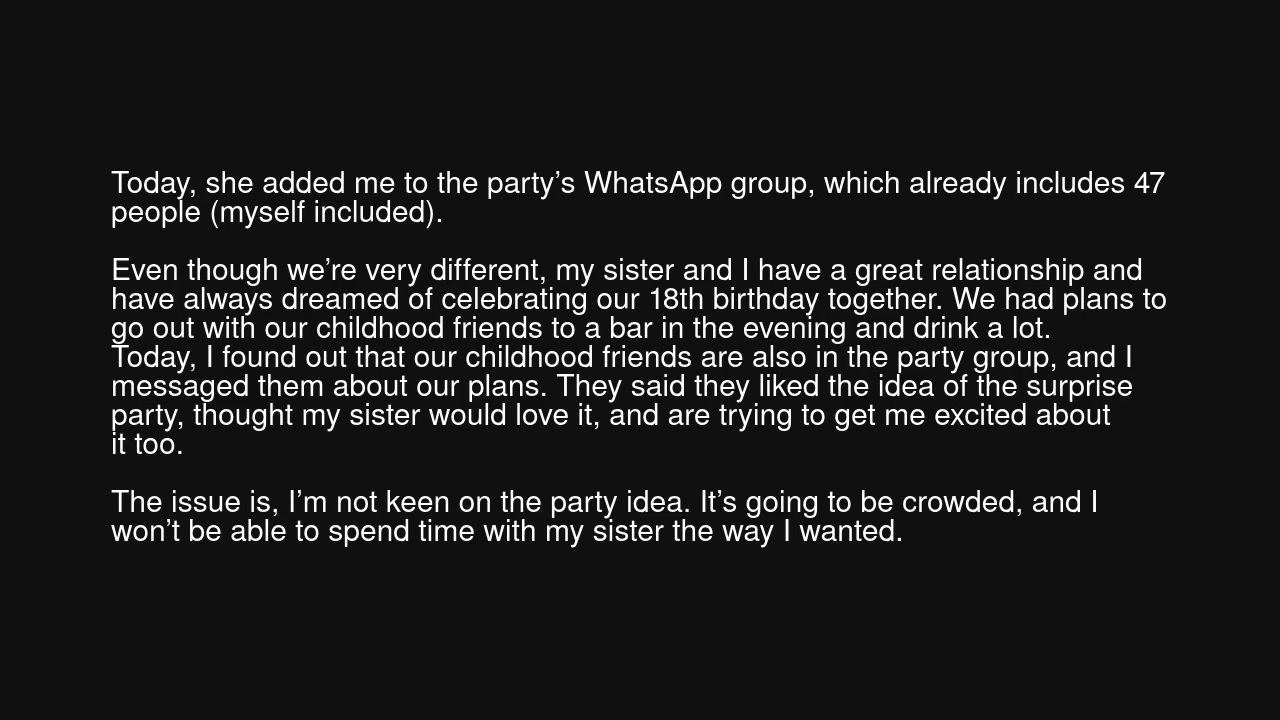 Today, she added me to the party’s WhatsApp group, which already includes 47
people (myself included).
Even though we’re very different, my sister and I have a great relationship and
have always dreamed of celebrating our 18th birthday together. We had plans to
go out with our childhood friends to a bar in the evening and drink a lot.
Today, I found out that our childhood friends are also in the party group, and I
messaged them about our plans. They said they liked the idea of the surprise
party, thought my sister would love it, and are trying to get me excited about
it too.
The issue is, I’m not keen on the party idea. It’s going to be crowded, and I
won’t be able to spend time with my sister the way I wanted.